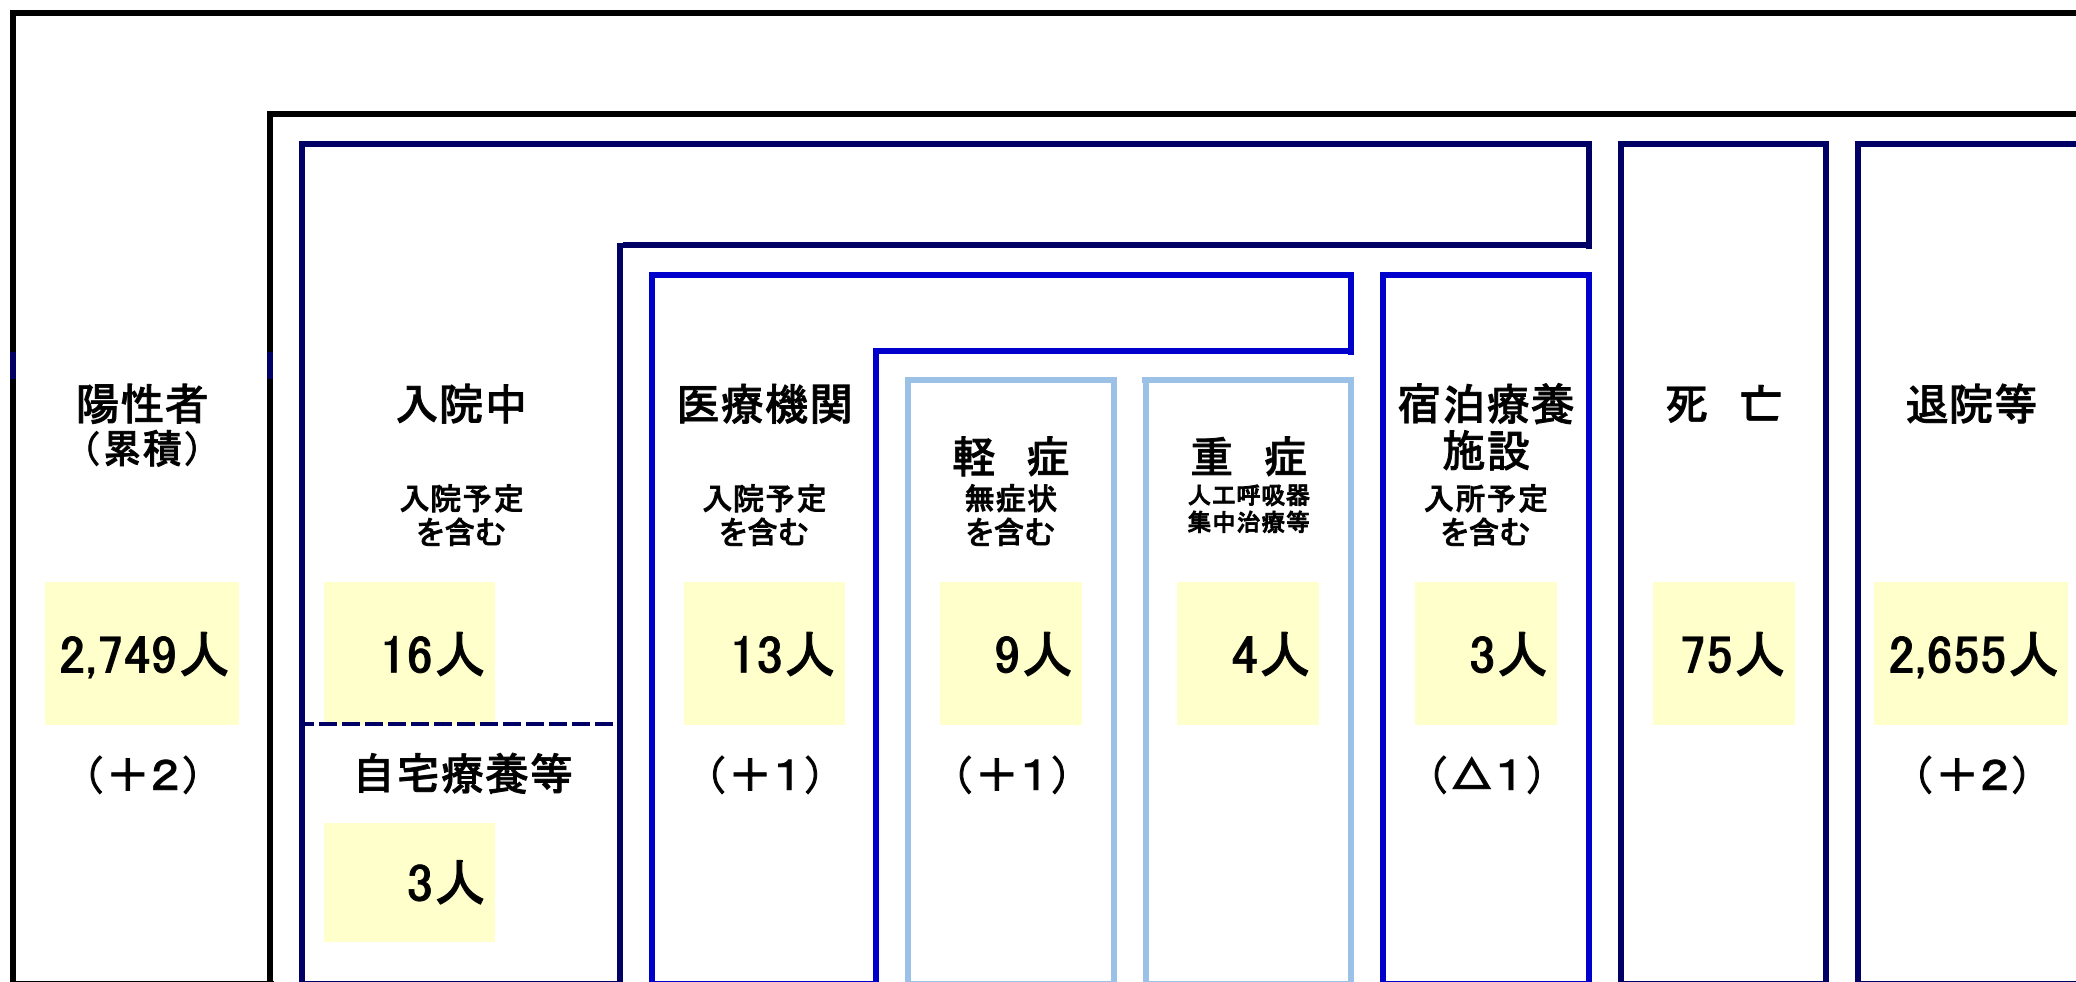 陽性者
（累積）
2,749人
（＋2）
入院中
入院予定
を含む
16人
自宅療養等
3人
医療機関
入院予定
を含む
13人
（＋1）
軽　症
無症状
を含む
9人
（＋1）
重　症
人工呼吸器
集中治療等
4人
宿泊療養
施設
入所予定
を含む
3人
（△1）
死　亡
75人
退院等
2,655人
（＋2）